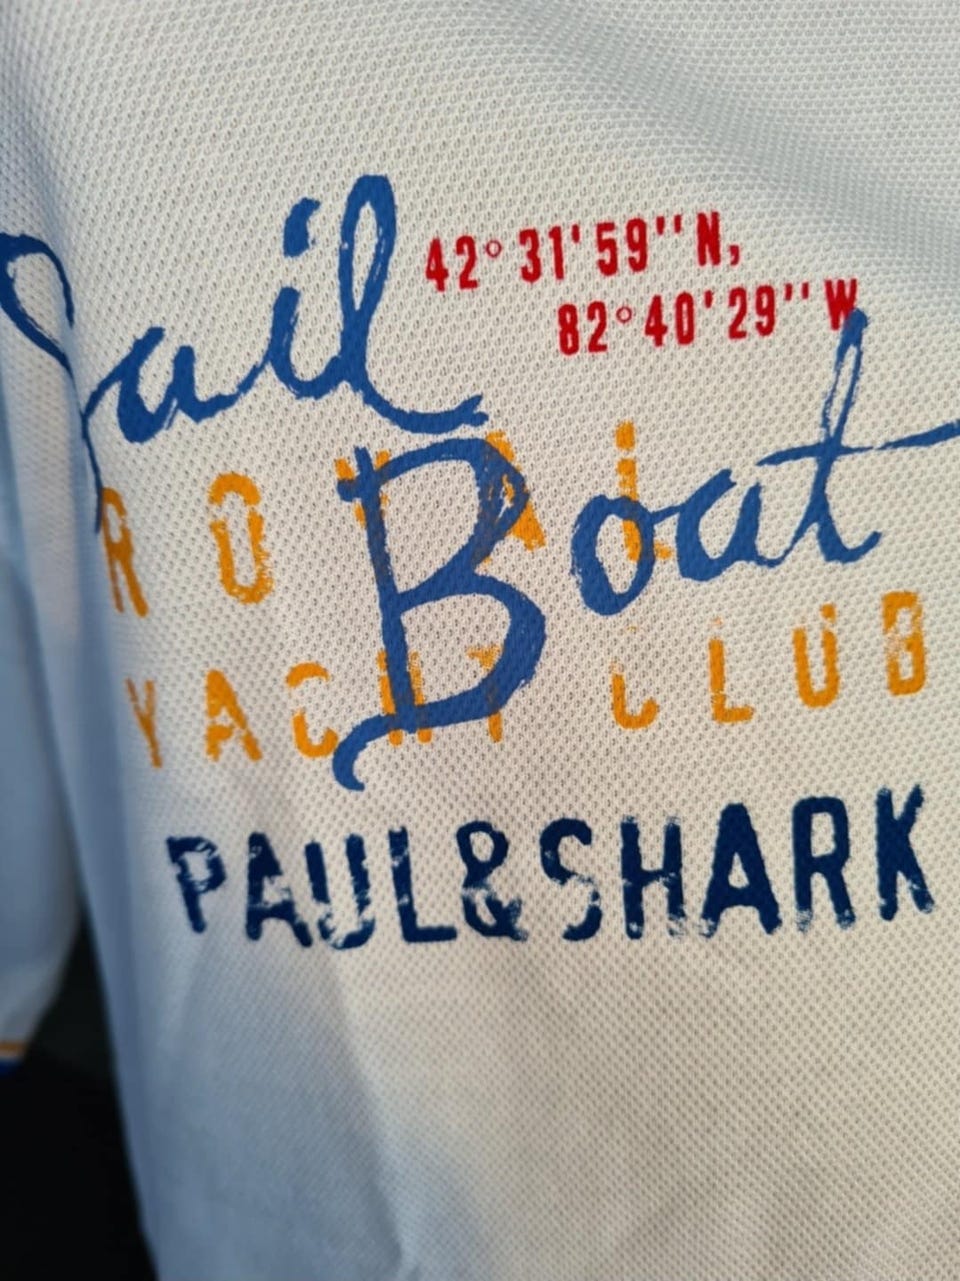 Sail
42° 31' 59'' N,
82° 40' 29'' W
Boat
ROYAL
YACHT CLUB
PAUL&SHARK